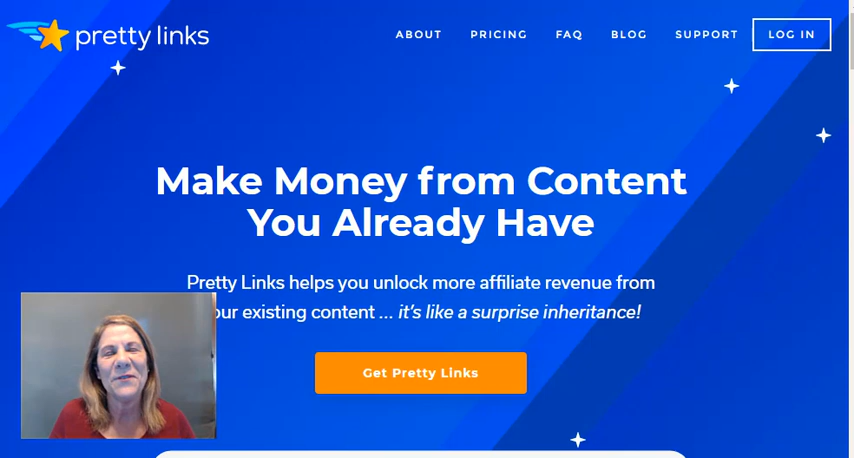 pretty links
ABOUT
PRICING
FAQ
BLOG
SUPPORT
LOG IN
Make Money from Content
You Already Have
Pretty Links helps you unlock more affiliate revenue from
our existing content ... it's like a surprise inheritance!
Get Pretty Links